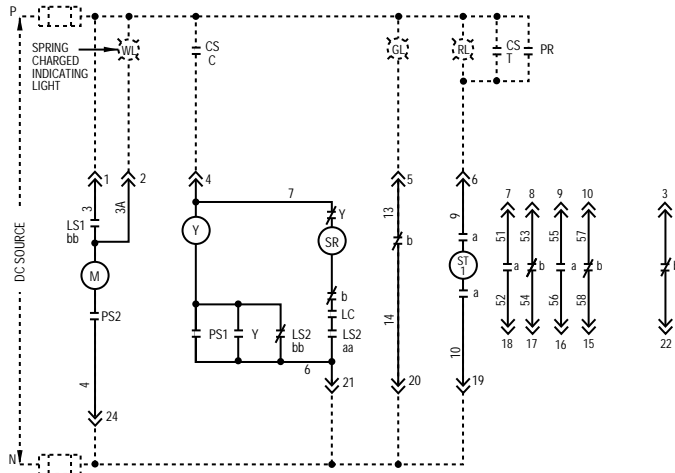 P
SPRING
CHARGED
INDICATING
LIGHT
WL
CS
C
GL
RL
CS
T
PR
1
2
4
5
6
7
8
9
10
3
3
3A
7
13
9
51
53
55
57
LS1
bb
Y
Y
SR
b
a
a
b
a
b
M
ST
1
a
b
LC
PS2
PS1
Y
LS2
bb
LS2
aa
52
54
56
58
DC SOURCE
14
10
4
6
18
17
16
15
22
21
20
19
24
N